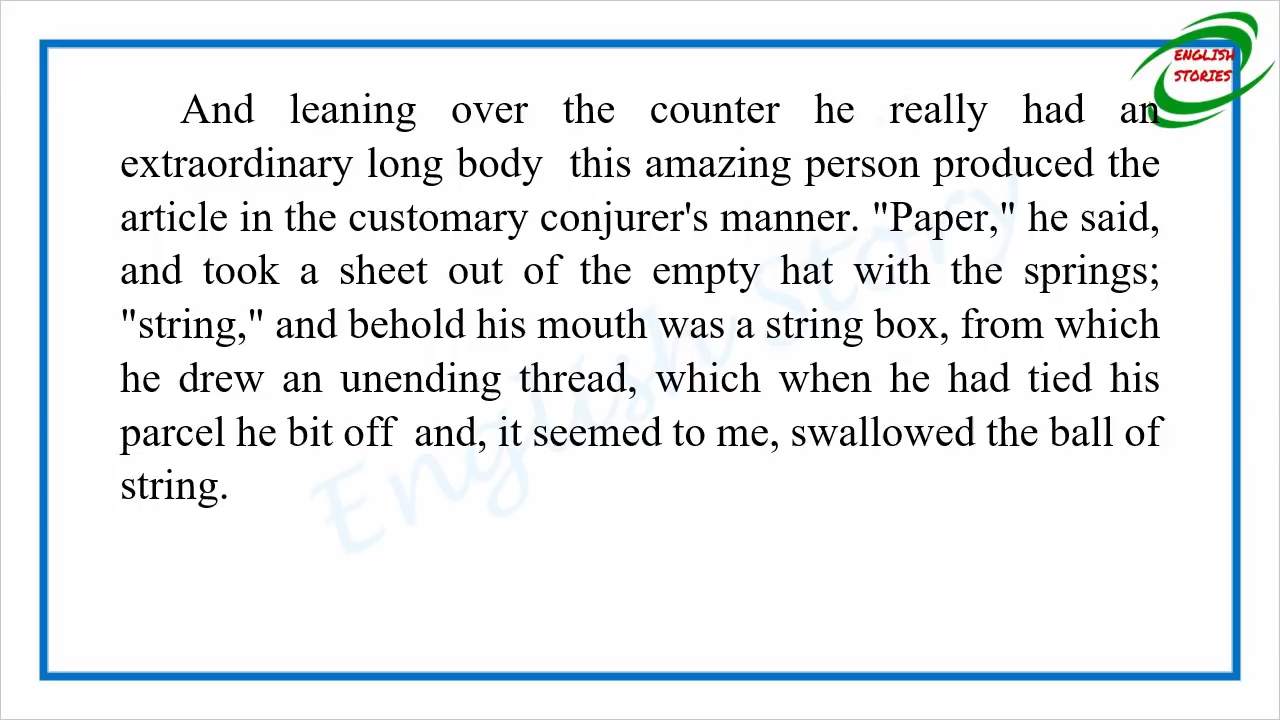 ENGLISH
STORIES
And leaning over the counter he really had an
extraordinary long body  this amazing person produced the
article in the customary conjurer's manner. "Paper," he said,
and took a sheet out of the empty hat with the springs;
"string," and behold his mouth was a string box, from which
he drew an unending thread, which when he had tied his
parcel he bit off  and, it seemed to me, swallowed the ball of
string.
English Story